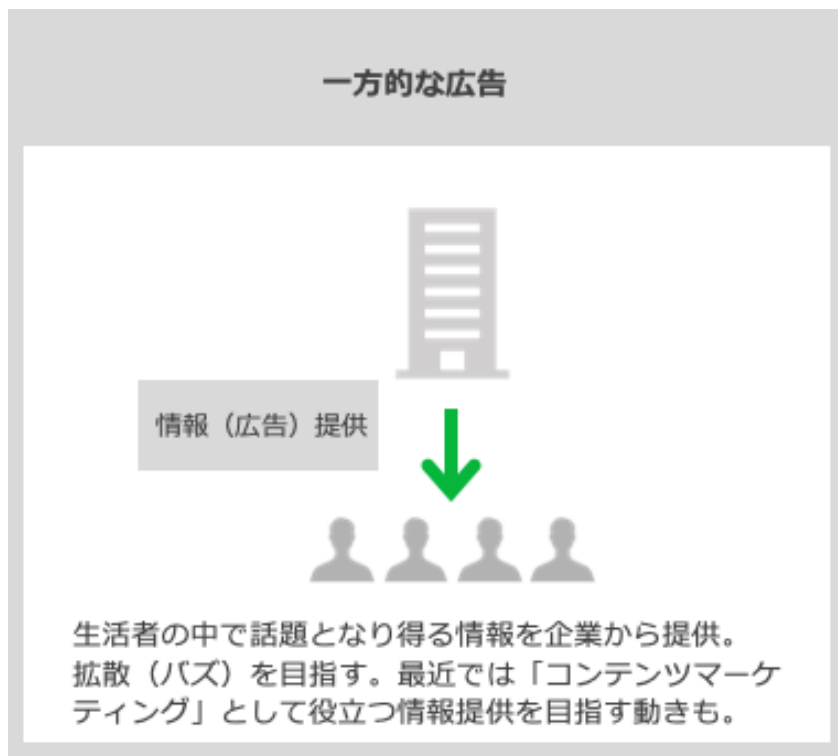 一方的な広告
情報（広告）提供
生活者の中で話題となり得る情報を企業から提供。
拡散（バズ）を目指す。最近では「コンテンツマーケ
ティング」として役立つ情報提供を目指す動きも。